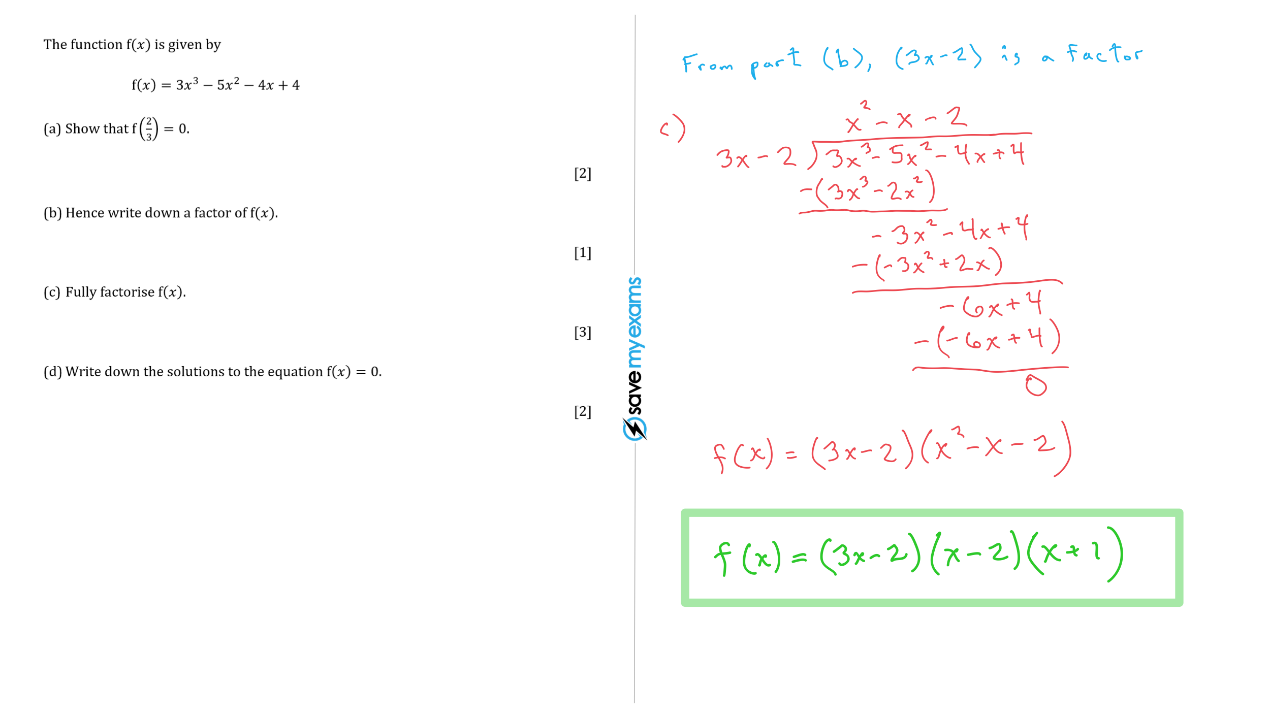 The function f(x) is given by
f(x) = 3x³ − 5x² − 4x + 4
(a) Show that f(2/3) = 0.
[2]
(b) Hence write down a factor of f(x).
[1]
(c) Fully factorise f(x).
[3]
(d) Write down the solutions to the equation f(x) = 0.
[2]
save my exams
From part (b), (3x-2) is a factor
c)
x² - x - 2
3x - 2 ) 3x³ - 5x² - 4x + 4
-(3x³ - 2x²)
- 3x² - 4x + 4
-(-3x² + 2x)
- 6x + 4
-(-6x + 4)
0
f(x) = (3x-2)(x² - x - 2)
f(x) = (3x-2)(x-2)(x+1)